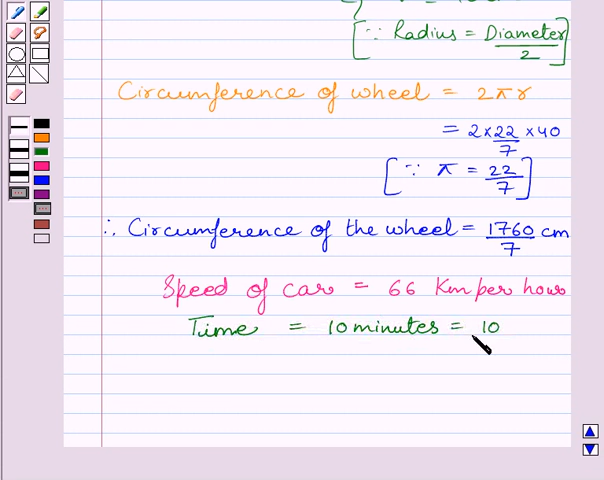 [∵ Radius = Diameter/2]
Circumference of wheel = 2πr
= 2 × 22/7 × 40
[∵ π = 22/7]
∴ Circumference of the wheel = 1760/7 cm
Speed of car = 66 Km per hour
Time = 10 minutes = 10